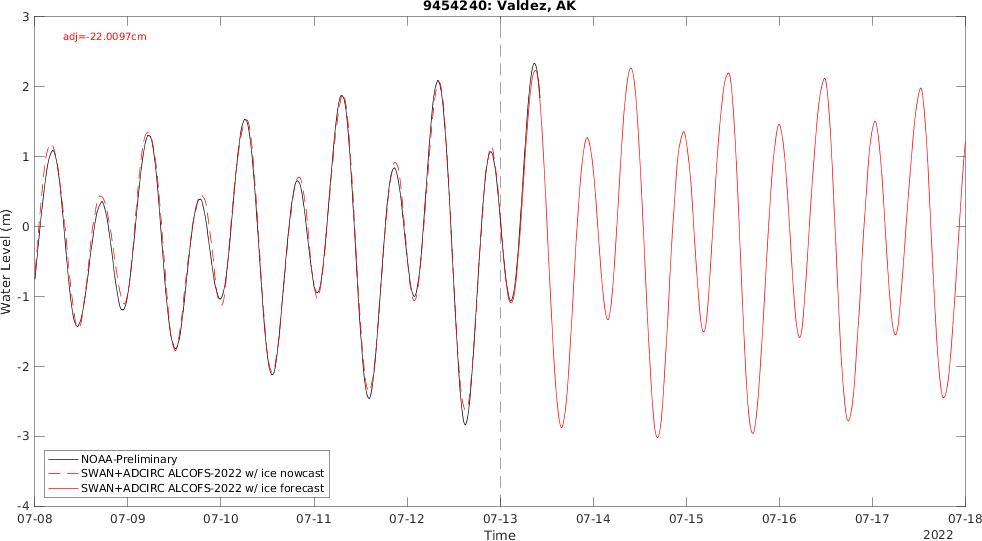 9454240: Valdez, AK
adj=-22.0097cm
Water Level (m)
3
2
1
0
-1
-2
-3
-4
NOAA-Preliminary
SWAN+ADCIRC ALCOFS-2022 w/ ice nowcast
SWAN+ADCIRC ALCOFS-2022 w/ ice forecast
07-08 07-09 07-10 07-11 07-12 07-13 07-14 07-15 07-16 07-17 07-18
Time
2022